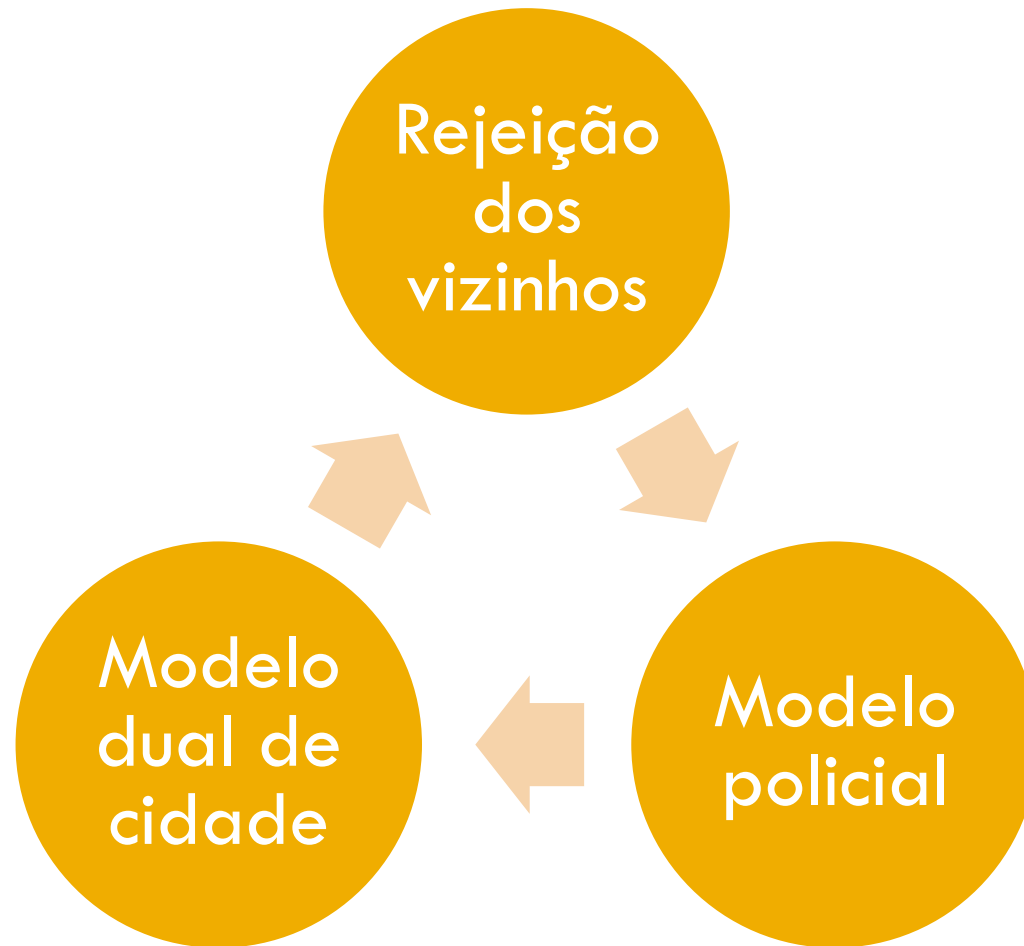 Rejeição
dos
vizinhos
Modelo
dual de
cidade
Modelo
policial